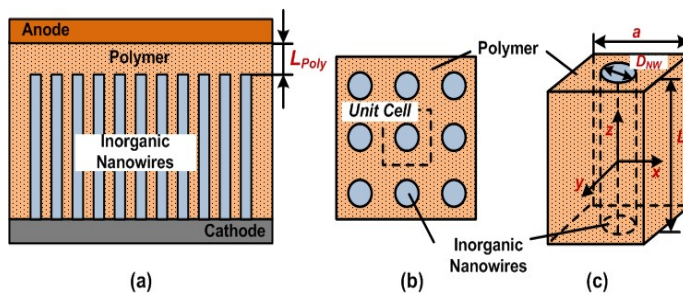 Anode
Polymer
L_Poly
Inorganic
Nanowires
Cathode
(a)
Polymer
Unit Cell
Inorganic
Nanowires
(b)
a
D_NW
L
z
x
y
(c)